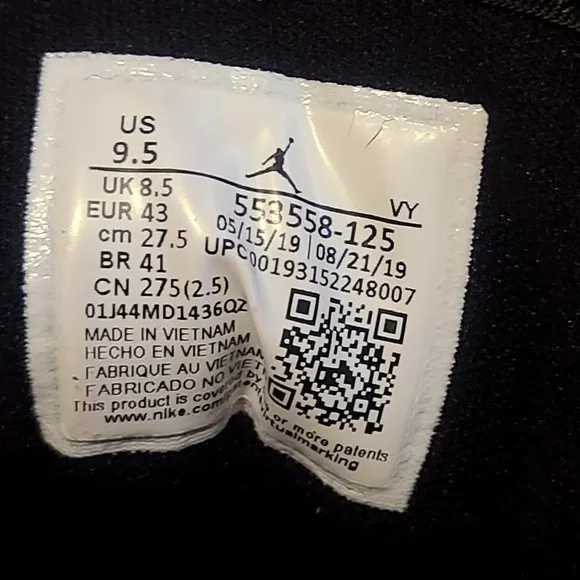 US
9.5
VY
UK 8.5
EUR 43
cm 27.5
BR 41
CN 275(2.5)
01J44MD1436QZ
553558-125
05/15/19 | 08/21/19
UPC00193152248007
MADE IN VIETNAM
HECHO EN VIETNAM
FABRIQUE AU VIETNAM
FABRICADO NO
This product is covered
or more patents
www.nike.com